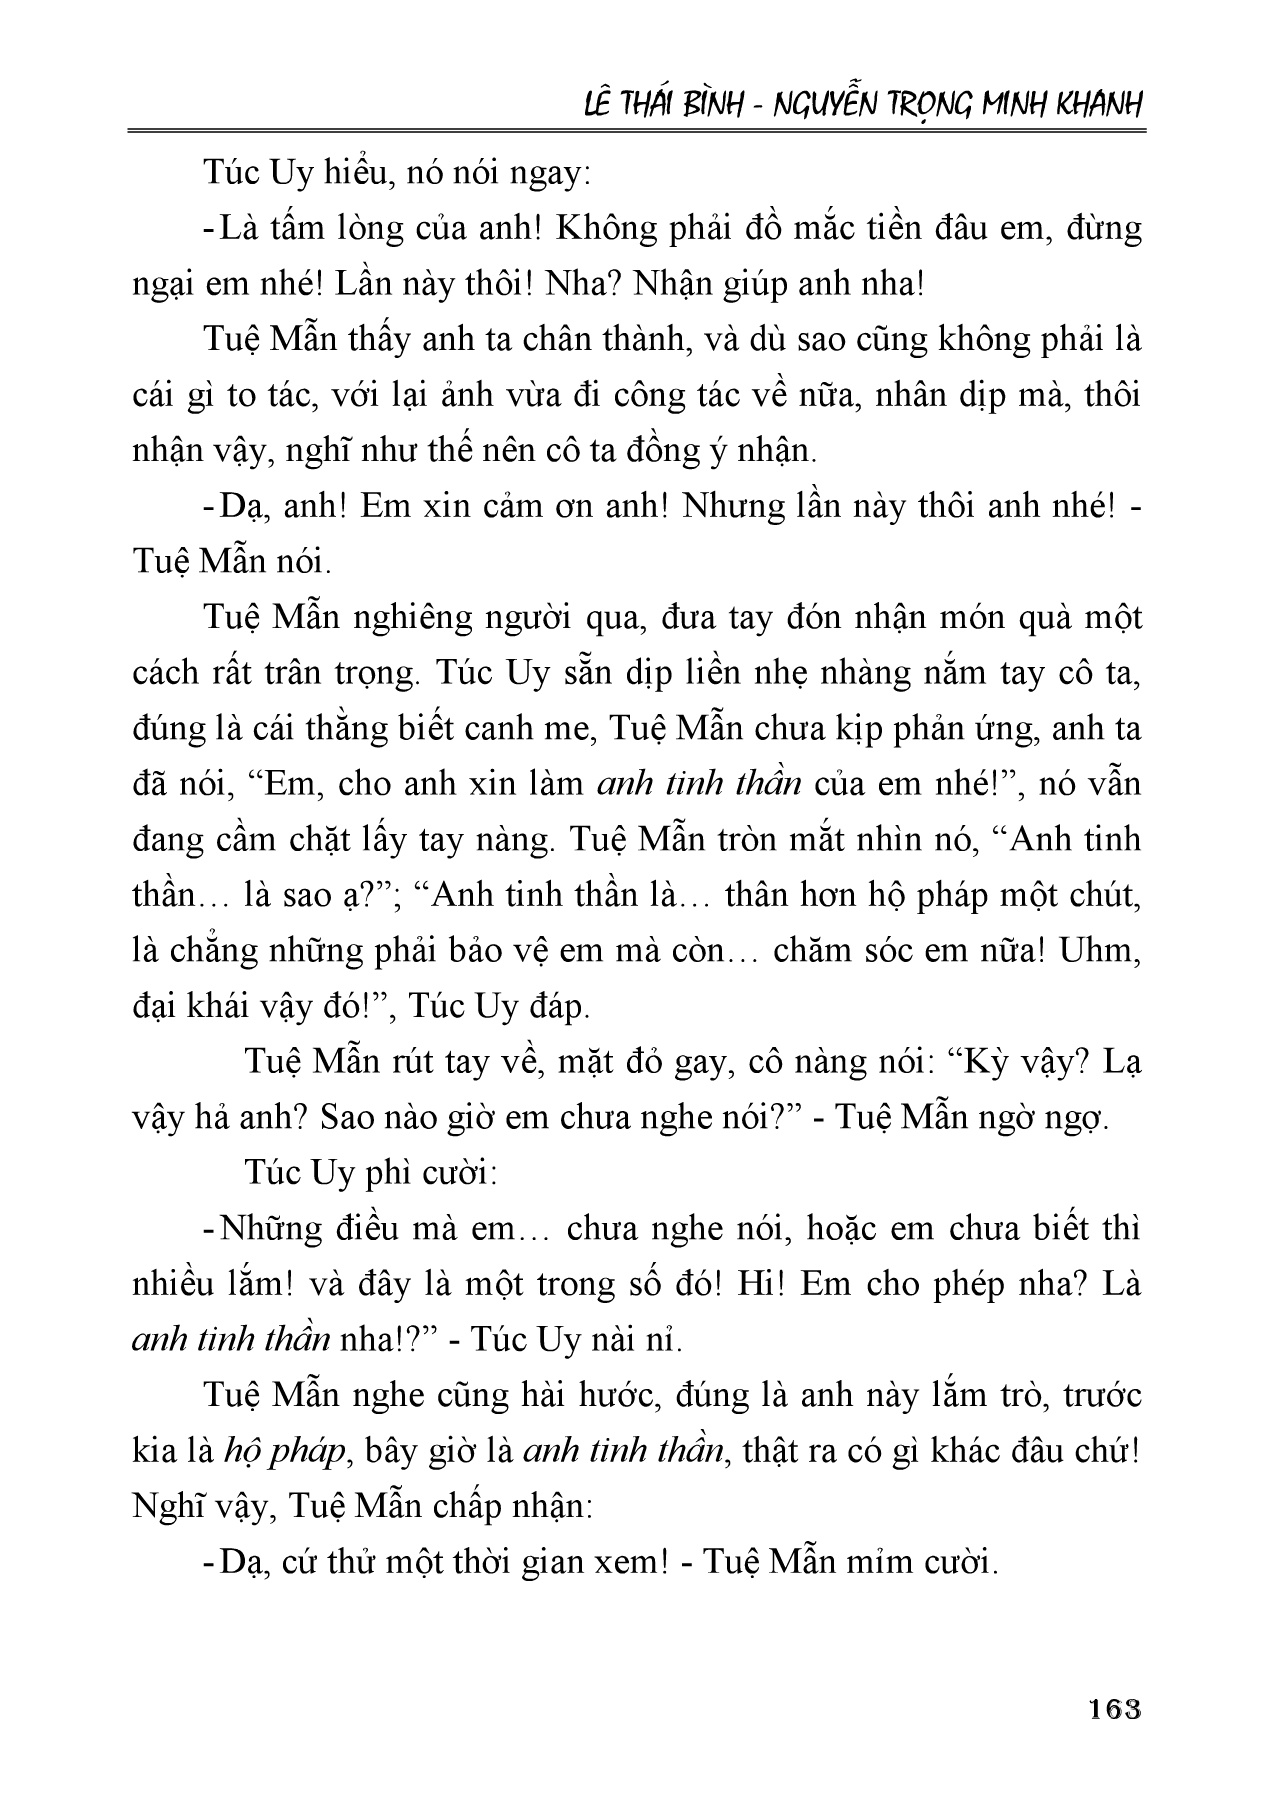 LÊ THÁI BÌNH - NGUYỄN TRỌNG MINH KHANH
Túc Uy hiểu, nó nói ngay:
- Là tấm lòng của anh! Không phải đồ mắc tiền đâu em, đừng
ngại em nhé! Lần này thôi! Nha? Nhận giúp anh nha!
Tuệ Mẫn thấy anh ta chân thành, và dù sao cũng không phải là
cái gì to tác, với lại ảnh vừa đi công tác về nữa, nhân dịp mà, thôi
nhận vậy, nghĩ như thế nên cô ta đồng ý nhận.
- Dạ, anh! Em xin cảm ơn anh! Nhưng lần này thôi anh nhé! -
Tuệ Mẫn nói.
Tuệ Mẫn nghiêng người qua, đưa tay đón nhận món quà một
cách rất trân trọng. Túc Uy sẵn dịp liền nhẹ nhàng nắm tay cô ta,
đúng là cái thằng biết canh me, Tuệ Mẫn chưa kịp phản ứng, anh ta
đã nói, “Em, cho anh xin làm anh tinh thần của em nhé!”, nó vẫn
đang cầm chặt lấy tay nàng. Tuệ Mẫn tròn mắt nhìn nó, “Anh tinh
thần… là sao ạ?”; “Anh tinh thần là… thân hơn hộ pháp một chút,
là chẳng những phải bảo vệ em mà còn… chăm sóc em nữa! Uhm,
đại khái vậy đó!”, Túc Uy đáp.
Tuệ Mẫn rút tay về, mặt đỏ gay, cô nàng nói: “Kỳ vậy? Lạ
vậy hả anh? Sao nào giờ em chưa nghe nói?” - Tuệ Mẫn ngờ ngợ.
Túc Uy phì cười:
- Những điều mà em… chưa nghe nói, hoặc em chưa biết thì
nhiều lắm! và đây là một trong số đó! Hi! Em cho phép nha? Là
anh tinh thần nha!?” - Túc Uy nài nỉ.
Tuệ Mẫn nghe cũng hài hước, đúng là anh này lắm trò, trước
kia là hộ pháp, bây giờ là anh tinh thần, thật ra có gì khác đâu chứ!
Nghĩ vậy, Tuệ Mẫn chấp nhận:
- Dạ, cứ thử một thời gian xem! - Tuệ Mẫn mỉm cười.
163